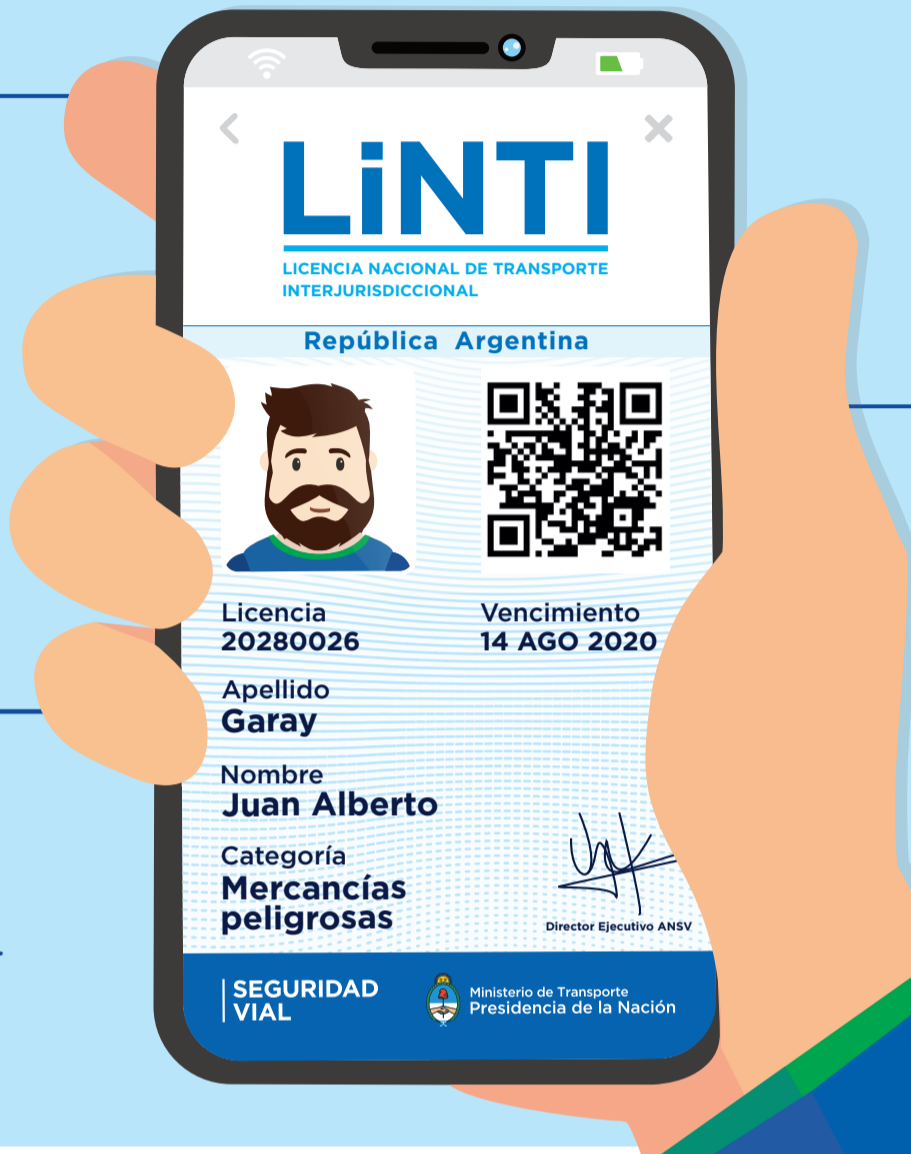 LiNTI
LICENCIA NACIONAL DE TRANSPORTE
INTERJURISDICCIONAL
República Argentina
Licencia
20280026
Vencimiento
14 AGO 2020
Apellido
Garay
Nombre
Juan Alberto
Categoría
Mercancías
peligrosas
Director Ejecutivo ANSV
SEGURIDAD
VIAL
Ministerio de Transporte
Presidencia de la Nación